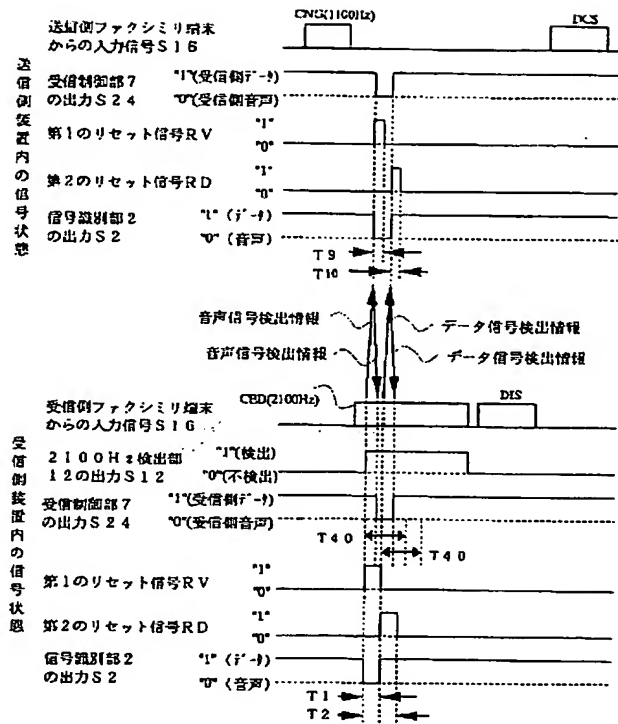 CNG(1100Hz)
DCS
送信側ファクシミリ端末
からの入力信号S16
送信側装置内の信号状態
受信制御部7
の出力S24
"1"(受信側データ)
"0"(受信側音声)
第1のリセット信号RV
"1"
"0"
第2のリセット信号RD
"1"
"0"
信号識別部2
の出力S2
"1" (データ)
"0" (音声)
T9
T10
音声信号検出情報
データ信号検出情報
音声信号検出情報
データ信号検出情報
受信側ファクシミリ端末
からの入力信号S16
CED(2100Hz)
DIS
受信側装置内の信号状態
2100Hz検出部
12の出力S12
"1"(検出)
"0"(不検出)
受信制御部7
の出力S24
"1"(受信側データ)
"0"(受信側音声)
T40
T40
第1のリセット信号RV
"1"
"0"
第2のリセット信号RD
"1"
"0"
信号識別部2
の出力S2
"1" (データ)
"0" (音声)
T1
T2